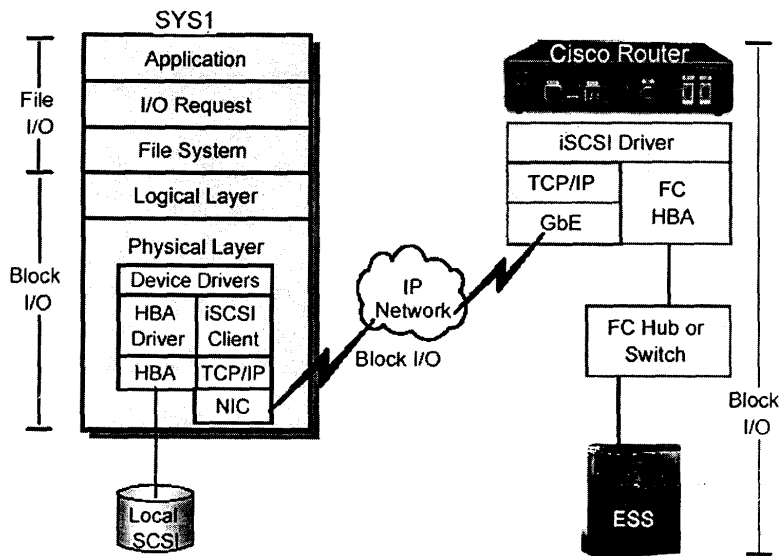 SYS1
Application
I/O Request
File System
Logical Layer
Physical Layer
Device Drivers
HBA
Driver
iSCSI
Client
HBA
TCP/IP
NIC
File
I/O
Block
I/O
Local
SCSI
IP
Network
Block I/O
Cisco Router
iSCSI Driver
TCP/IP
GbE
FC
HBA
FC Hub or
Switch
ESS
Block
I/O